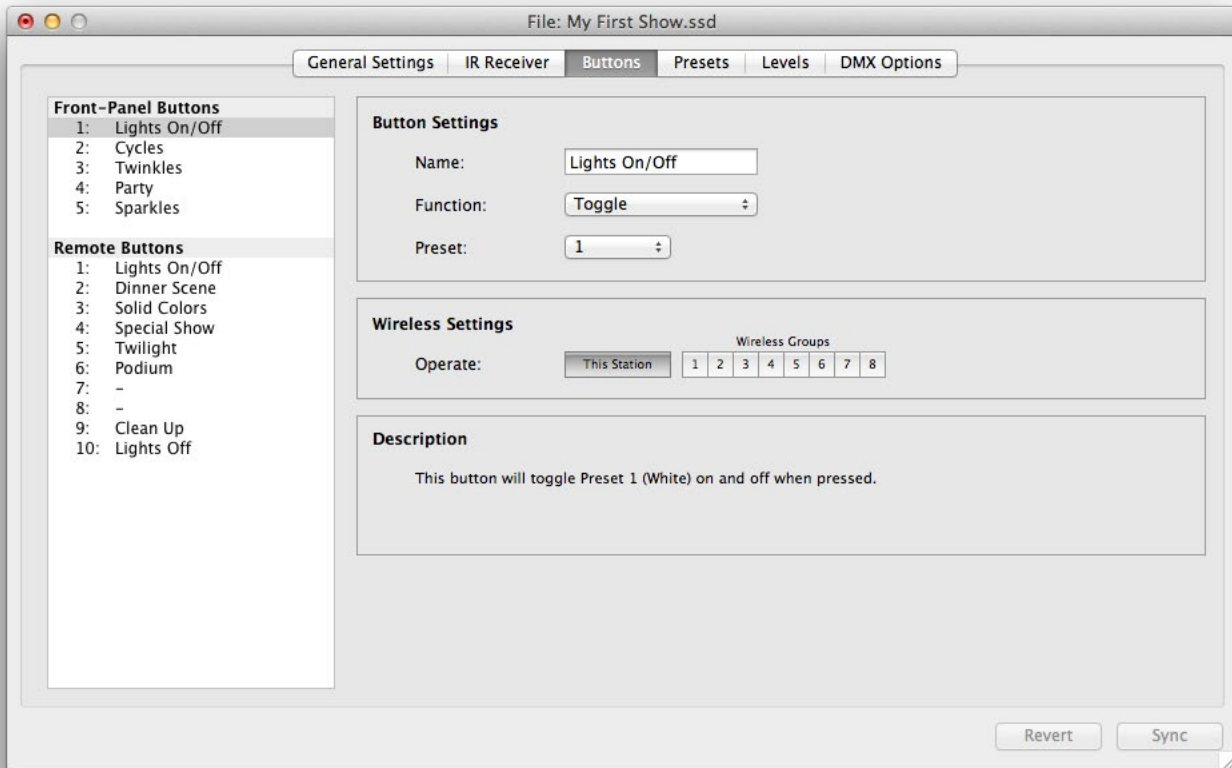 File: My First Show.ssd
General Settings IR Receiver Buttons Presets Levels DMX Options
Front-Panel Buttons
1: Lights On/Off
2: Cycles
3: Twinkles
4: Party
5: Sparkles
Remote Buttons
1: Lights On/Off
2: Dinner Scene
3: Solid Colors
4: Special Show
5: Twilight
6: Podium
7: –
8: –
9: Clean Up
10: Lights Off
Button Settings
Name: Lights On/Off
Function: Toggle
Preset: 1
Wireless Settings
Wireless Groups
Operate: This Station 1 2 3 4 5 6 7 8
Description
This button will toggle Preset 1 (White) on and off when pressed.
Revert Sync